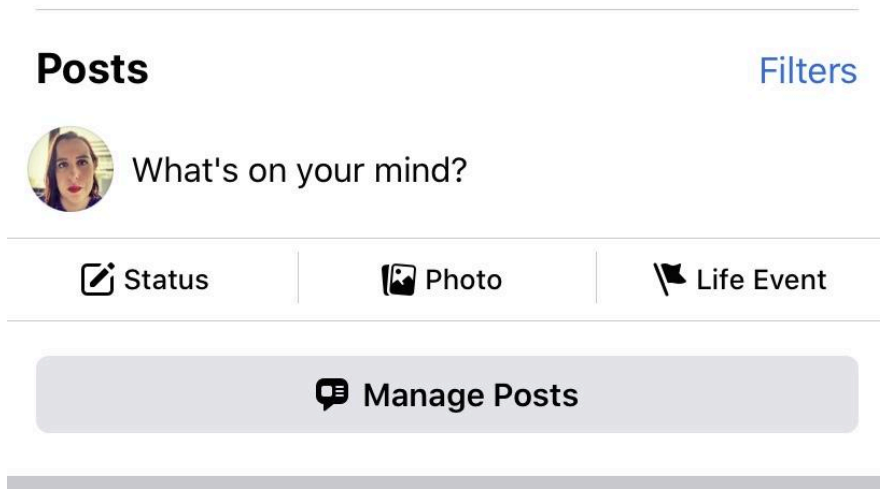 Posts Filters
What's on your mind?
Status Photo Life Event
Manage Posts